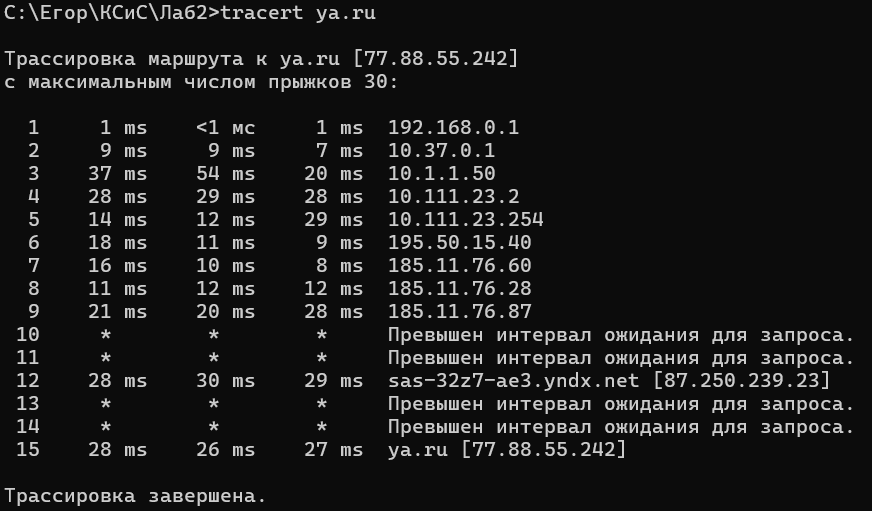 C:\Егор\КСиС\Лаб2>tracert ya.ru
Трассировка маршрута к ya.ru [77.88.55.242]
с максимальным числом прыжков 30:
1 1 ms <1 мс 1 ms 192.168.0.1
2 9 ms 9 ms 7 ms 10.37.0.1
3 37 ms 54 ms 20 ms 10.1.1.50
4 28 ms 29 ms 28 ms 10.111.23.2
5 14 ms 12 ms 29 ms 10.111.23.254
6 18 ms 11 ms 9 ms 195.50.15.40
7 16 ms 10 ms 8 ms 185.11.76.60
8 11 ms 12 ms 12 ms 185.11.76.28
9 21 ms 20 ms 28 ms 185.11.76.87
10 * * * Превышен интервал ожидания для запроса.
11 * * * Превышен интервал ожидания для запроса.
12 28 ms 30 ms 29 ms sas-32z7-ae3.yndx.net [87.250.239.23]
13 * * * Превышен интервал ожидания для запроса.
14 * * * Превышен интервал ожидания для запроса.
15 28 ms 26 ms 27 ms ya.ru [77.88.55.242]
Трассировка завершена.